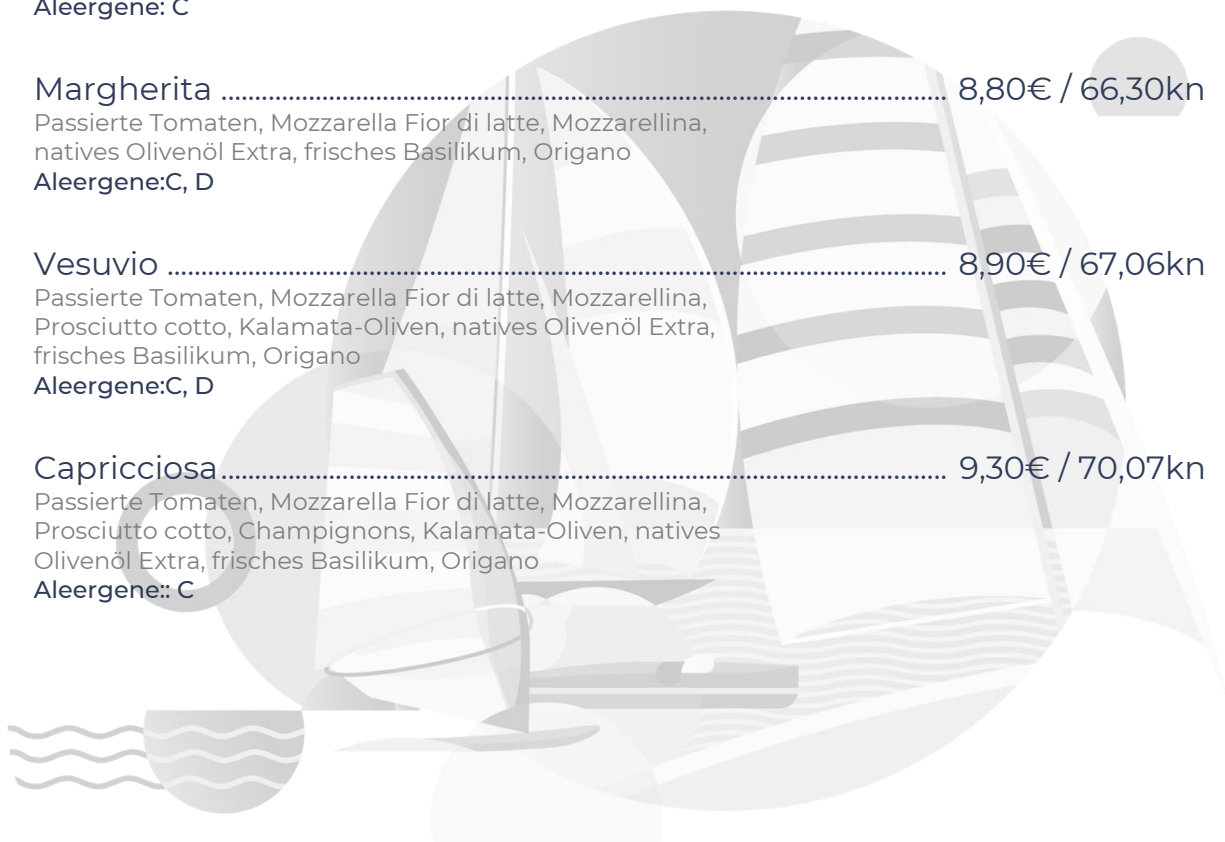 Aleergene: C
Margherita ........................................................................................................... 8,80€ / 66,30kn
Passierte Tomaten, Mozzarella Fior di latte, Mozzarellina,
natives Olivenöl Extra, frisches Basilikum, Origano
Aleergene:C, D
Vesuvio ................................................................................................................... 8,90€ / 67,06kn
Passierte Tomaten, Mozzarella Fior di latte, Mozzarellina,
Prosciutto cotto, Kalamata-Oliven, natives Olivenöl Extra,
frisches Basilikum, Origano
Aleergene:C, D
Capricciosa........................................................................................................... 9,30€ / 70,07kn
Passierte Tomaten, Mozzarella Fior di latte, Mozzarellina,
Prosciutto cotto, Champignons, Kalamata-Oliven, natives
Olivenöl Extra, frisches Basilikum, Origano
Aleergene:: C